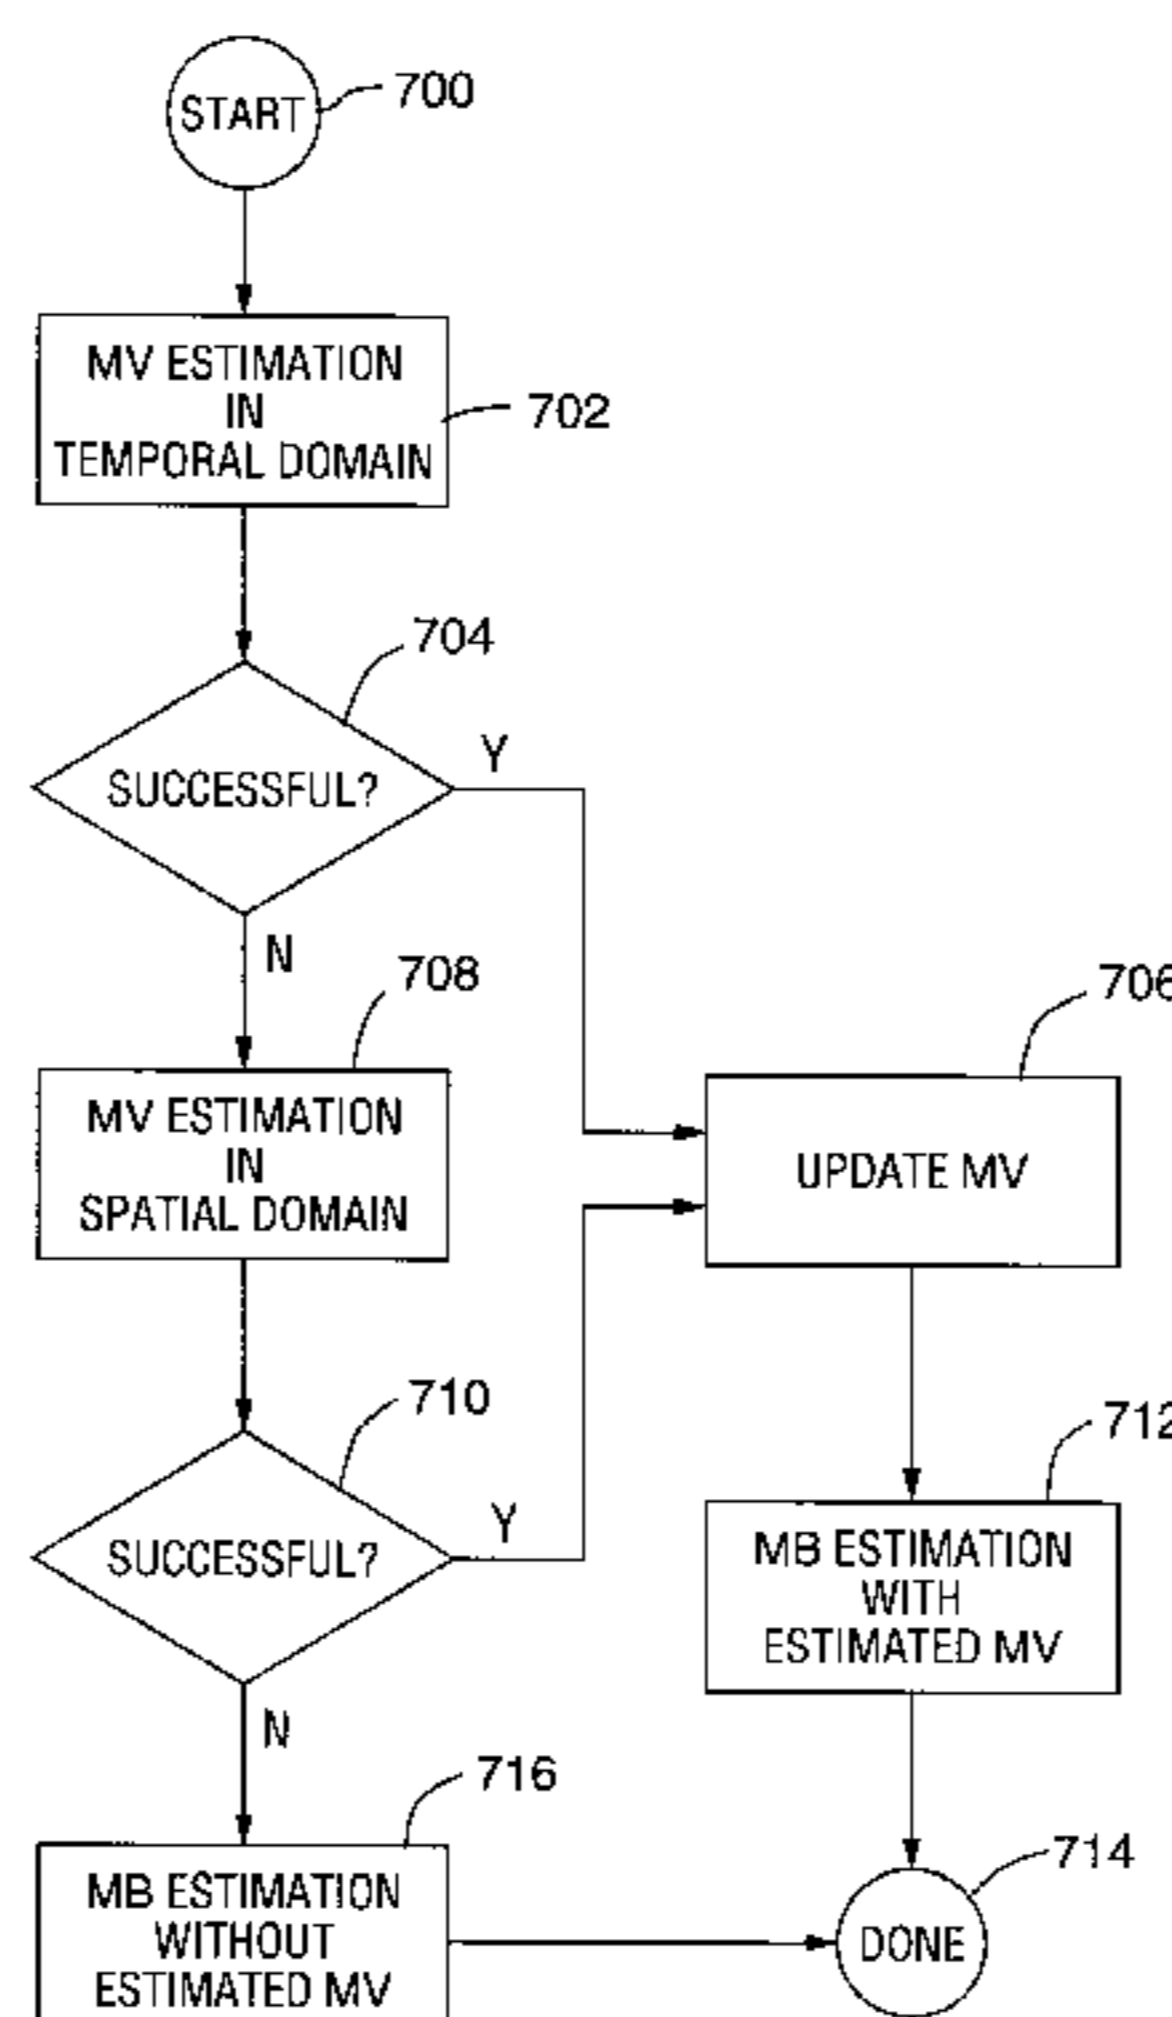 START
700
MV ESTIMATION
IN
TEMPORAL DOMAIN
702
704
SUCCESSFUL?
Y
N
708
MV ESTIMATION
IN
SPATIAL DOMAIN
706
UPDATE MV
710
SUCCESSFUL?
Y
N
712
MB ESTIMATION
WITH
ESTIMATED MV
716
MB ESTIMATION
WITHOUT
ESTIMATED MV
714
DONE